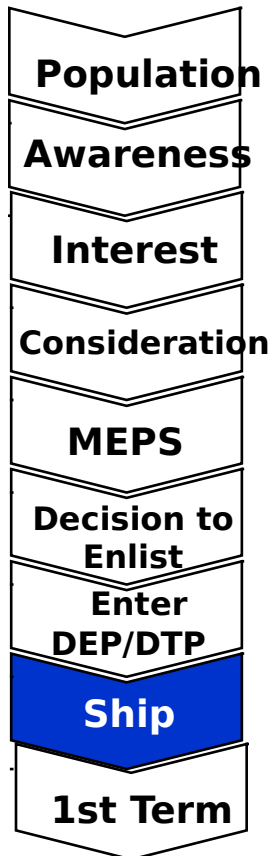 Population
Awareness
Interest
Consideration
MEPS
Decision to
Enlist
Enter
DEP/DTP
Ship
1st Term